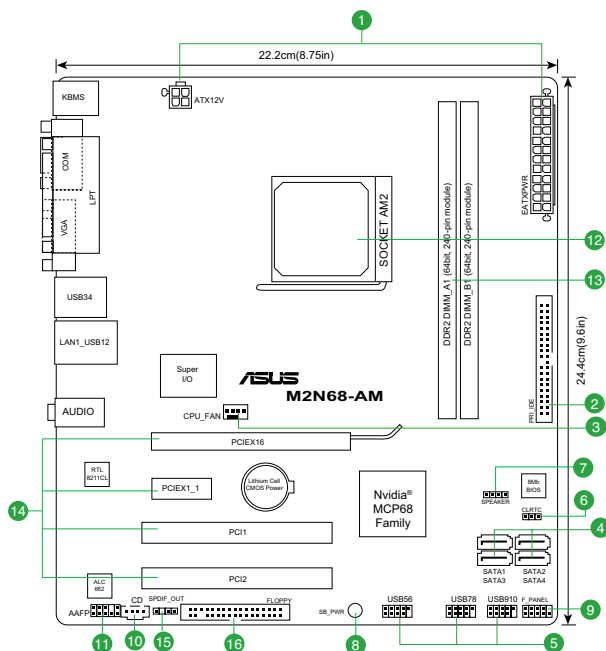 1
22.2cm(8.75in)
KBMS
ATX12V
EATXPWR
COM
LPT
VGA
SOCKET AM2
12
DDR2 DIMM_A1 (64bit, 240-pin module)
DDR2 DIMM_B1 (64bit, 240-pin module)
13
USB34
24.4cm(9.6in)
LAN1_USB12
Super
I/O
ASUS
M2N68-AM
PRI_IDE
2
AUDIO
CPU_FAN
3
PCIEX16
RTL
8211CL
PCIEX1_1
Lithium Cell
CMOS Power
Nvidia®
MCP68
Family
7
SPEAKER
8Mb
BIOS
6
CLRTC
14
PCI1
4
SATA1
SATA2
SATA3
SATA4
PCI2
ALC
662
AAFP
CD
SPDIF_OUT
FLOPPY
SB_PWR
USB56
USB78
USB910
F_PANEL
9
11
10
15
16
8
5